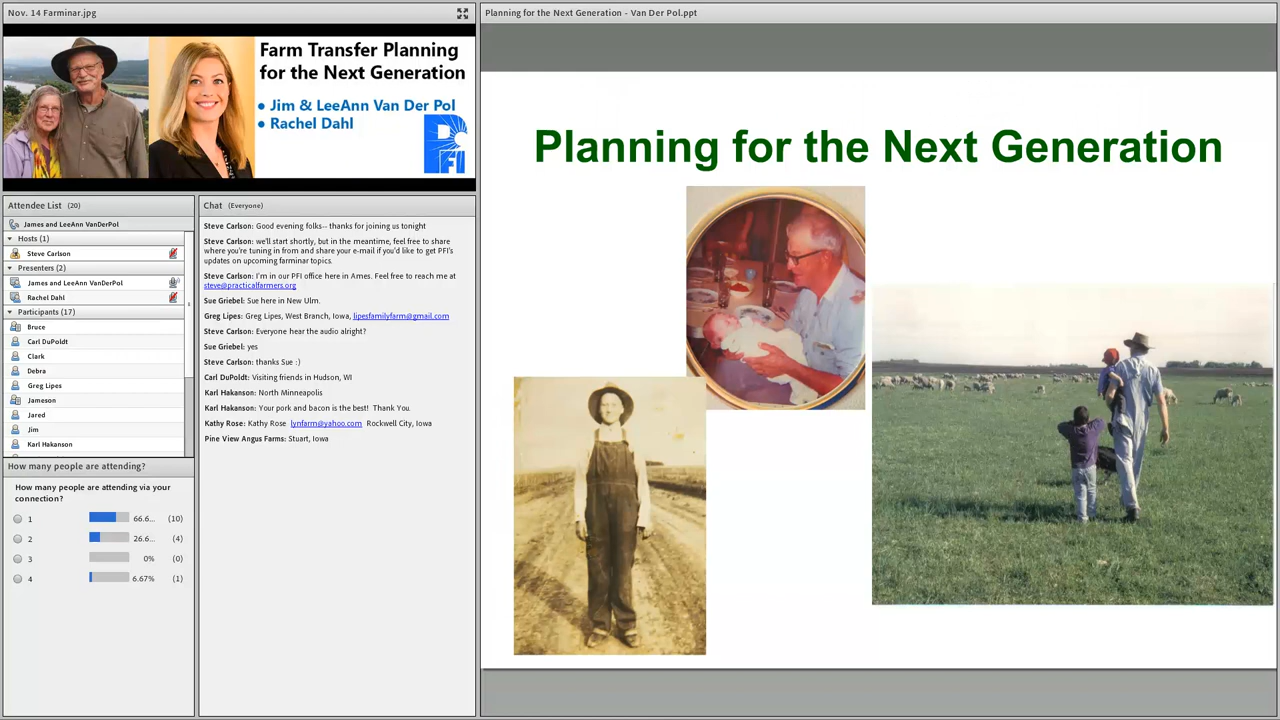 Nov. 14 Farminar.jpg
Farm Transfer Planning
for the Next Generation
• Jim & LeeAnn Van Der Pol
• Rachel Dahl
PFI
Attendee List (20)
James and LeeAnn VanDerPol
Hosts (1)
Steve Carlson
Presenters (2)
James and LeeAnn VanDerPol
Rachel Dahl
Participants (17)
Bruce
Carl DuPoldt
Clark
Debra
Greg Lipes
Jameson
Jared
Jim
Karl Hakanson
How many people are attending?
How many people are attending via your
connection?
1 66.6... (10)
2 26.6... (4)
3 0% (0)
4 6.67% (1)
Chat (Everyone)
Steve Carlson: Good evening folks-- thanks for joining us tonight
Steve Carlson: we'll start shortly, but in the meantime, feel free to share
where you're tuning in from and share your e-mail if you'd like to get PFI's
updates on upcoming farminar topics.
Steve Carlson: I'm in our PFI office here in Ames. Feel free to reach me at
steve@practicalfarmers.org
Sue Griebel: Sue here in New Ulm.
Greg Lipes: Greg Lipes, West Branch, Iowa, lipesfamilyfarm@gmail.com
Steve Carlson: Everyone hear the audio alright?
Sue Griebel: yes
Steve Carlson: thanks Sue :)
Carl DuPoldt: Visiting friends in Hudson, WI
Karl Hakanson: North Minneapolis
Karl Hakanson: Your pork and bacon is the best! Thank You.
Kathy Rose: Kathy Rose lynfarm@yahoo.com Rockwell City, Iowa
Pine View Angus Farms: Stuart, Iowa
Planning for the Next Generation - Van Der Pol.ppt
Planning for the Next Generation